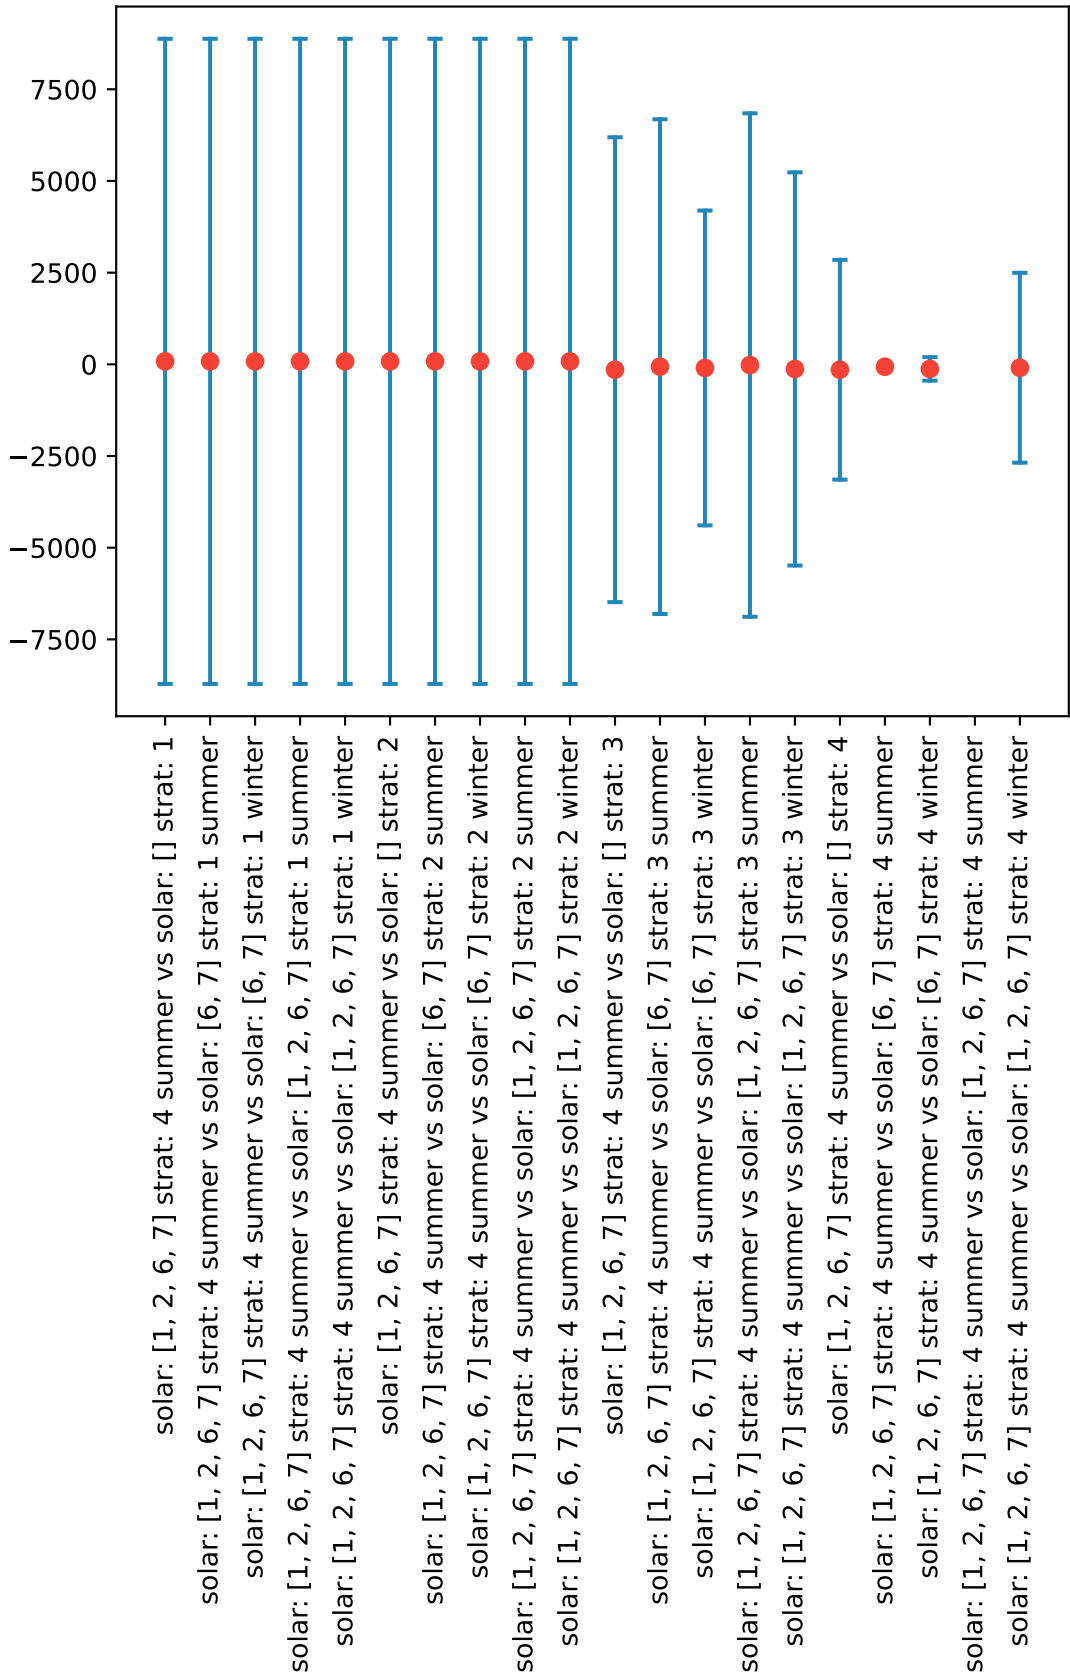 7500
5000
2500
0
−2500
−5000
−7500
solar: [1, 2, 6, 7] strat: 4 summer vs solar: [] strat: 1
solar: [1, 2, 6, 7] strat: 4 summer vs solar: [6, 7] strat: 1 summer
solar: [1, 2, 6, 7] strat: 4 summer vs solar: [6, 7] strat: 1 winter
solar: [1, 2, 6, 7] strat: 4 summer vs solar: [1, 2, 6, 7] strat: 1 summer
solar: [1, 2, 6, 7] strat: 4 summer vs solar: [1, 2, 6, 7] strat: 1 winter
solar: [1, 2, 6, 7] strat: 4 summer vs solar: [] strat: 2
solar: [1, 2, 6, 7] strat: 4 summer vs solar: [6, 7] strat: 2 summer
solar: [1, 2, 6, 7] strat: 4 summer vs solar: [6, 7] strat: 2 winter
solar: [1, 2, 6, 7] strat: 4 summer vs solar: [1, 2, 6, 7] strat: 2 summer
solar: [1, 2, 6, 7] strat: 4 summer vs solar: [1, 2, 6, 7] strat: 2 winter
solar: [1, 2, 6, 7] strat: 4 summer vs solar: [] strat: 3
solar: [1, 2, 6, 7] strat: 4 summer vs solar: [6, 7] strat: 3 summer
solar: [1, 2, 6, 7] strat: 4 summer vs solar: [6, 7] strat: 3 winter
solar: [1, 2, 6, 7] strat: 4 summer vs solar: [1, 2, 6, 7] strat: 3 summer
solar: [1, 2, 6, 7] strat: 4 summer vs solar: [1, 2, 6, 7] strat: 3 winter
solar: [1, 2, 6, 7] strat: 4 summer vs solar: [] strat: 4
solar: [1, 2, 6, 7] strat: 4 summer vs solar: [6, 7] strat: 4 summer
solar: [1, 2, 6, 7] strat: 4 summer vs solar: [6, 7] strat: 4 winter
solar: [1, 2, 6, 7] strat: 4 summer vs solar: [1, 2, 6, 7] strat: 4 summer
solar: [1, 2, 6, 7] strat: 4 summer vs solar: [1, 2, 6, 7] strat: 4 winter